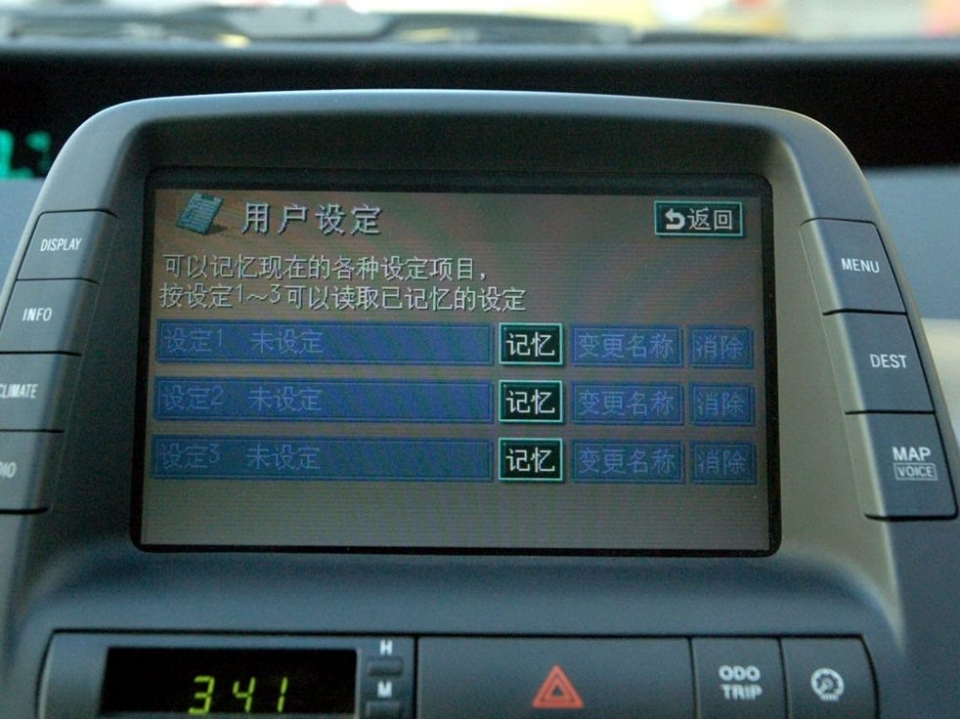 用户设定
返回
可以记忆现在的各种设定项目,
按设定1~3可以读取已记忆的设定
设定1 未设定 记忆 变更名称 消除
设定2 未设定 记忆 变更名称 消除
设定3 未设定 记忆 变更名称 消除
DISPLAY
INFO
CLIMATE
MENU
DEST
MAP
VOICE
H
M
3 41
ODO
TRIP